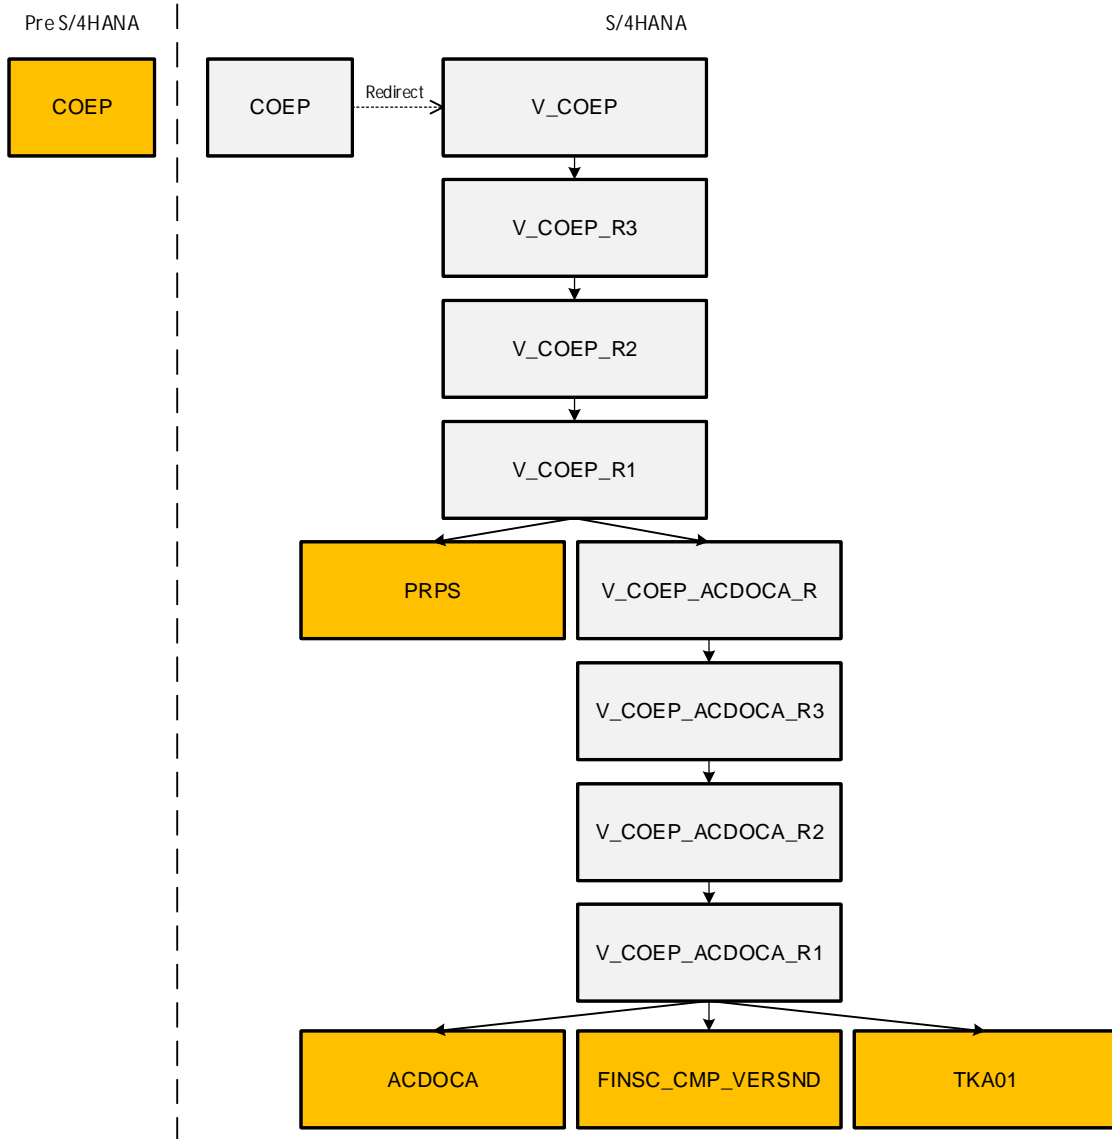 Pre S/4HANA
S/4HANA
COEP
COEP
Redirect
V_COEP
V_COEP_R3
V_COEP_R2
V_COEP_R1
PRPS
V_COEP_ACDOCA_R
V_COEP_ACDOCA_R3
V_COEP_ACDOCA_R2
V_COEP_ACDOCA_R1
ACDOCA
FINSC_CMP_VERSND
TKA01